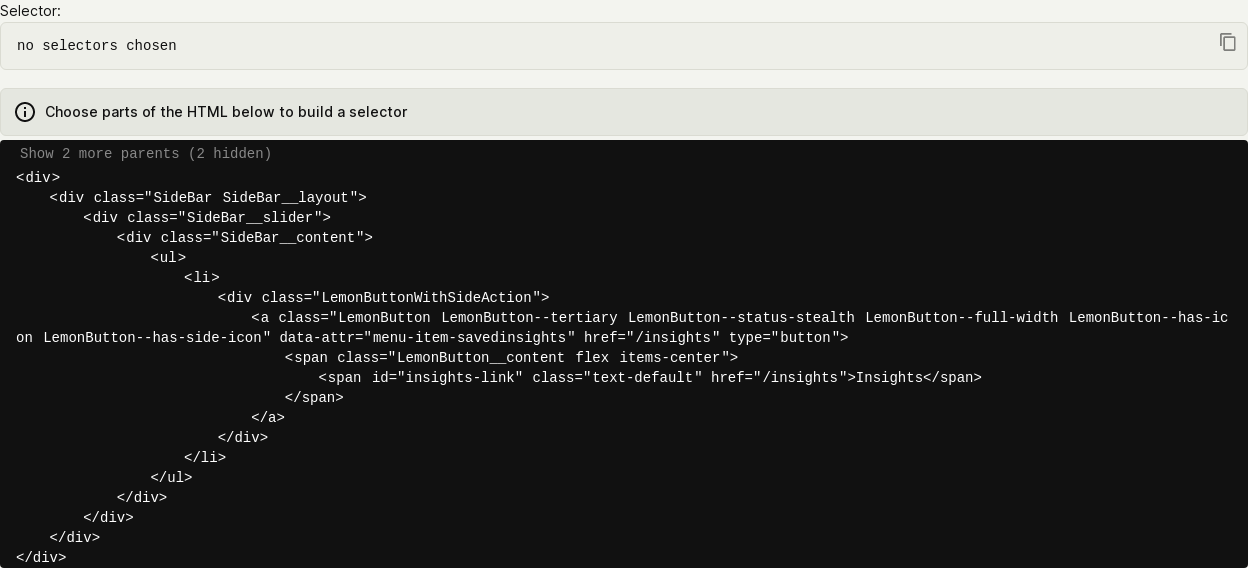 Selector:
no selectors chosen
Choose parts of the HTML below to build a selector
Show 2 more parents (2 hidden)
<div>
<div class="SideBar SideBar__layout">
<div class="SideBar__slider">
<div class="SideBar__content">
<ul>
<li>
<div class="LemonButtonWithSideAction">
<a class="LemonButton LemonButton--tertiary LemonButton--status-stealth LemonButton--full-width LemonButton--has-ic
on LemonButton--has-side-icon" data-attr="menu-item-savedinsights" href="/insights" type="button">
<span class="LemonButton__content flex items-center">
<span id="insights-link" class="text-default" href="/insights">Insights</span>
</span>
</a>
</div>
</li>
</ul>
</div>
</div>
</div>
</div>